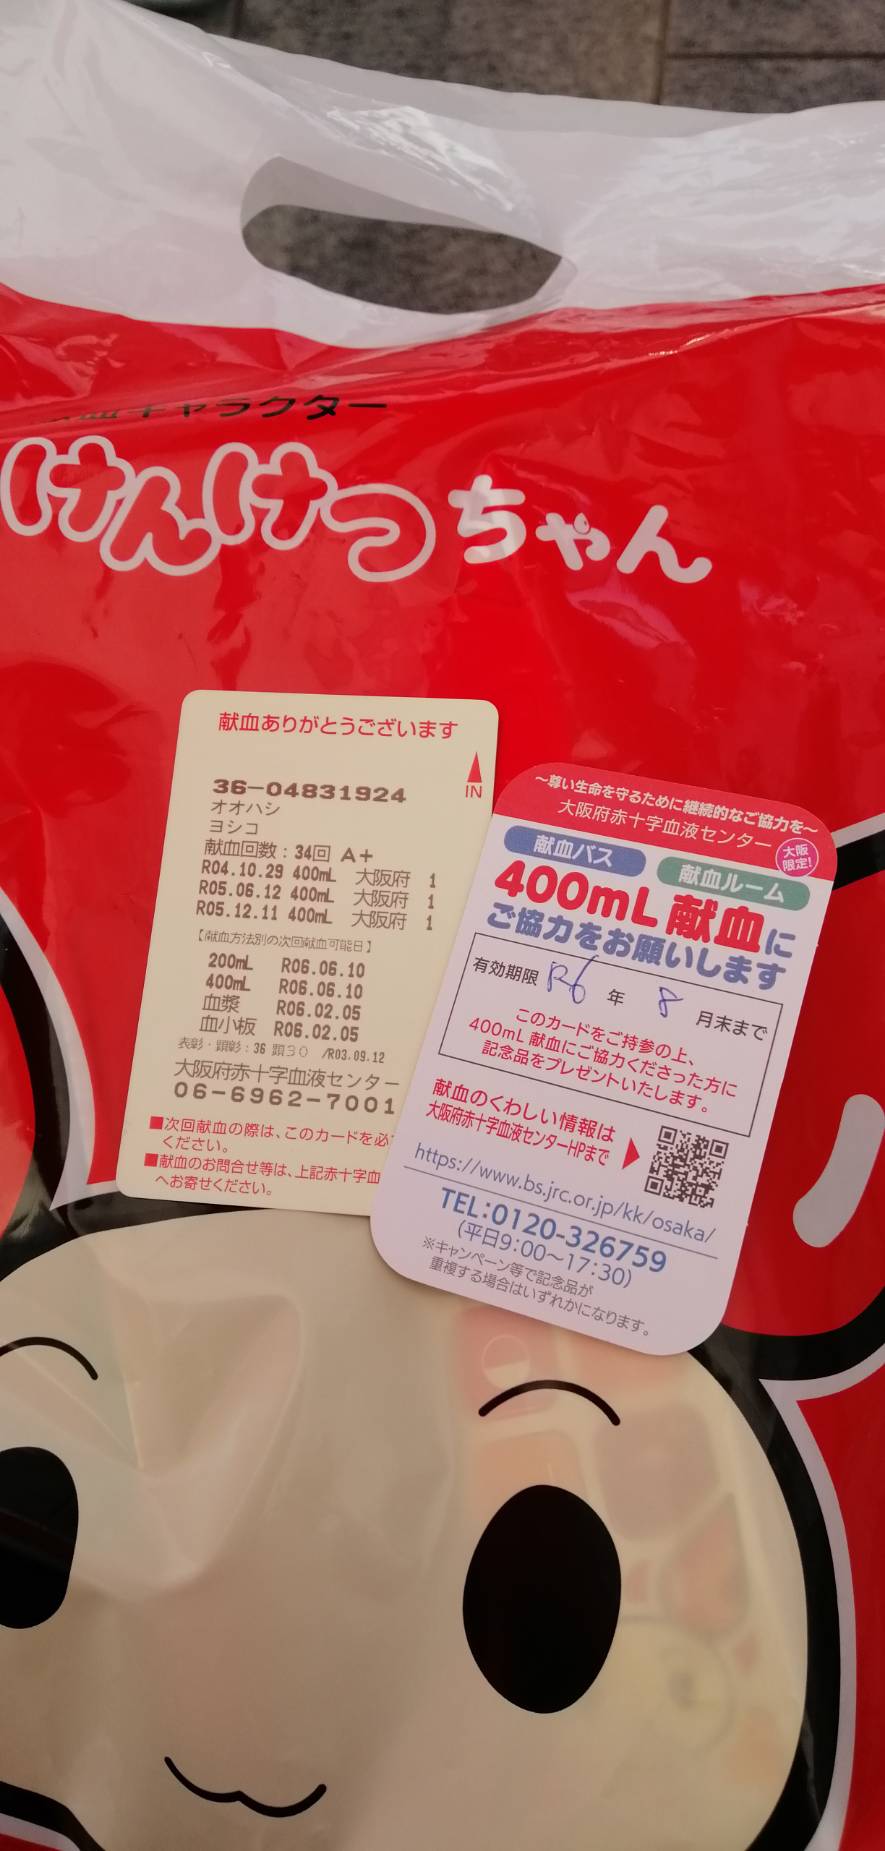 献血キャラクター
けんけつちゃん
献血ありがとうございます
IN
36-04831924
オオハシ
ヨシコ
献血回数:34回 A+
R04.10.29 400mL 大阪府 1
R05.06.12 400mL 大阪府 1
R05.12.11 400mL 大阪府 1
【献血方法別の次回献血可能日】
200mL R06.06.10
400mL R06.06.10
血漿 R06.02.05
血小板 R06.02.05
表彰・顕彰:36 顕30 /R03.09.12
大阪府赤十字血液センター
06-6962-7001
■次回献血の際は、このカードを必
ください。
■献血のお問合せ等は、上記赤十字血
へお寄せください。
〜尊い生命を守るために継続的なご協力を〜
大阪府赤十字血液センター
大阪
限定!
献血バス
献血ルーム
400mL献血に
ご協力をお願いします
有効期限 R6 年 8 月末まで
このカードをご持参の上、
400mL献血にご協力くださった方に
記念品をプレゼントいたします。
献血のくわしい情報は
大阪府赤十字血液センターHPまで
https://www.bs.jrc.or.jp/kk/osaka/
TEL:0120-326759
(平日9:00〜17:30)
※キャンペーン等で記念品が
重複する場合はいずれかになります。